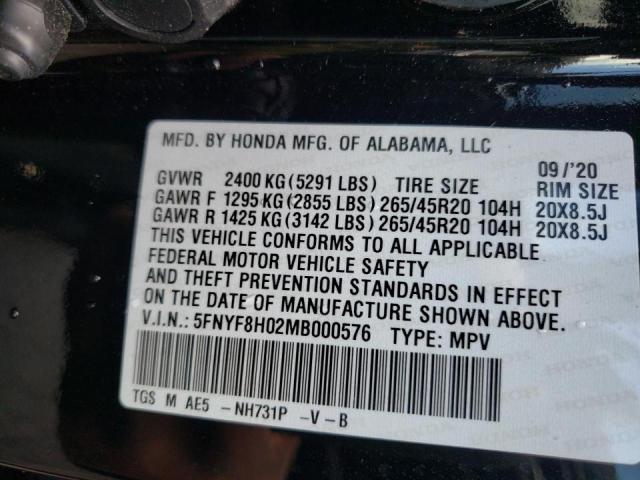 MFD. BY HONDA MFG. OF ALABAMA, LLC 09/'20
GVWR 2400 KG (5291 LBS) TIRE SIZE RIM SIZE
GAWR F 1295 KG (2855 LBS) 265/45R20 104H 20X8.5J
GAWR R 1425 KG (3142 LBS) 265/45R20 104H 20X8.5J
THIS VEHICLE CONFORMS TO ALL APPLICABLE
FEDERAL MOTOR VEHICLE SAFETY
AND THEFT PREVENTION STANDARDS IN EFFECT
ON THE DATE OF MANUFACTURE SHOWN ABOVE.
V.I.N.: 5FNYF8H02MB000576 TYPE: MPV
TGS M AE5 -NH731P -V-B